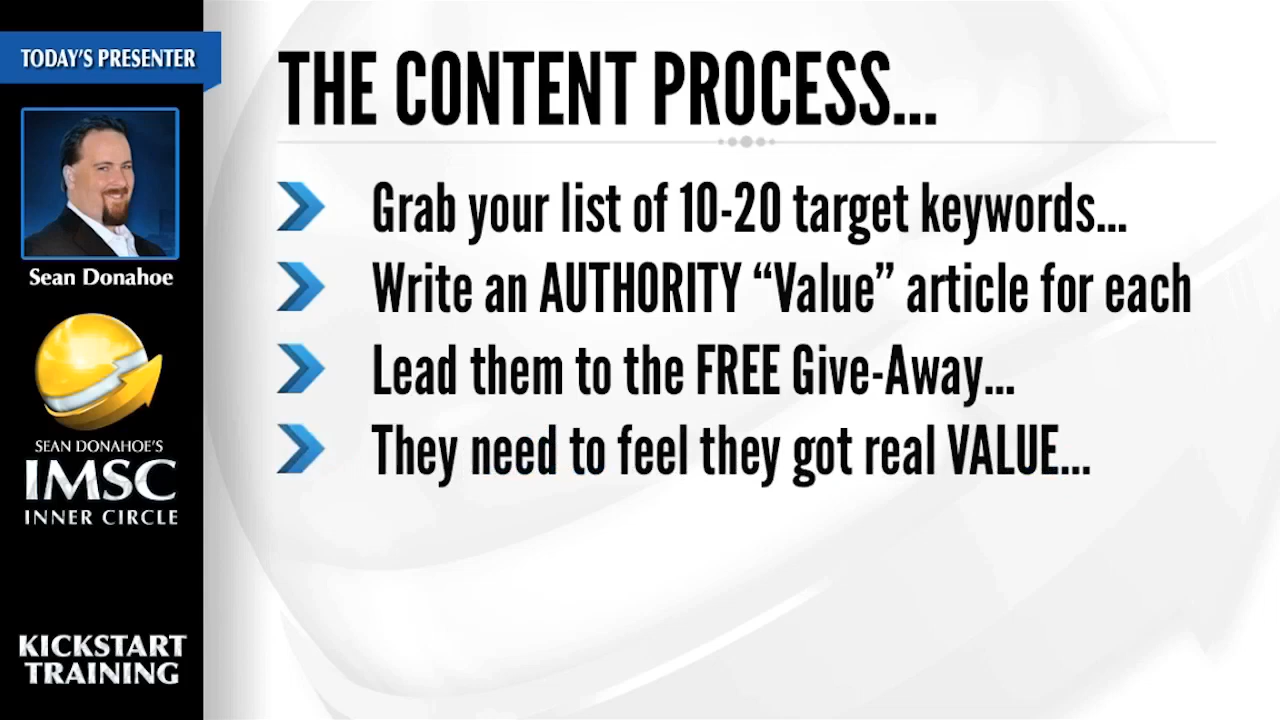 TODAY'S PRESENTER
Sean Donahoe
SEAN DONAHOE'S
IMSC
INNER CIRCLE
KICKSTART
TRAINING
THE CONTENT PROCESS...
Grab your list of 10-20 target keywords...
Write an AUTHORITY “Value” article for each
Lead them to the FREE Give-Away...
They need to feel they got real VALUE...